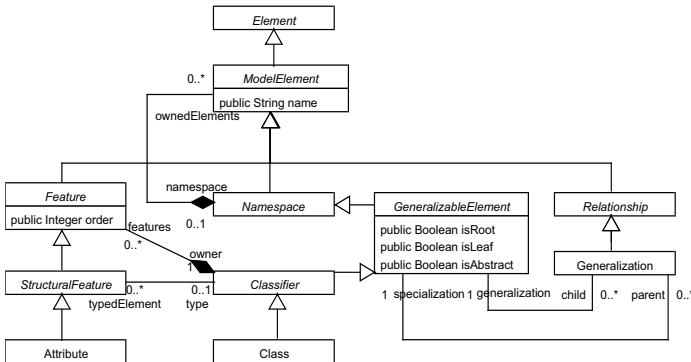 Element
ModelElement
0..*
public String name
ownedElements
namespace
Feature
Namespace
GeneralizableElement
Relationship
public Integer order
features
0..1
public Boolean isRoot
0..*
public Boolean isLeaf
owner
1
public Boolean isAbstract
Generalization
StructuralFeature
Classifier
0..*
0..1
typedElement
type
1 specialization
1 generalization
child
0..*
parent
0..*
Attribute
Class